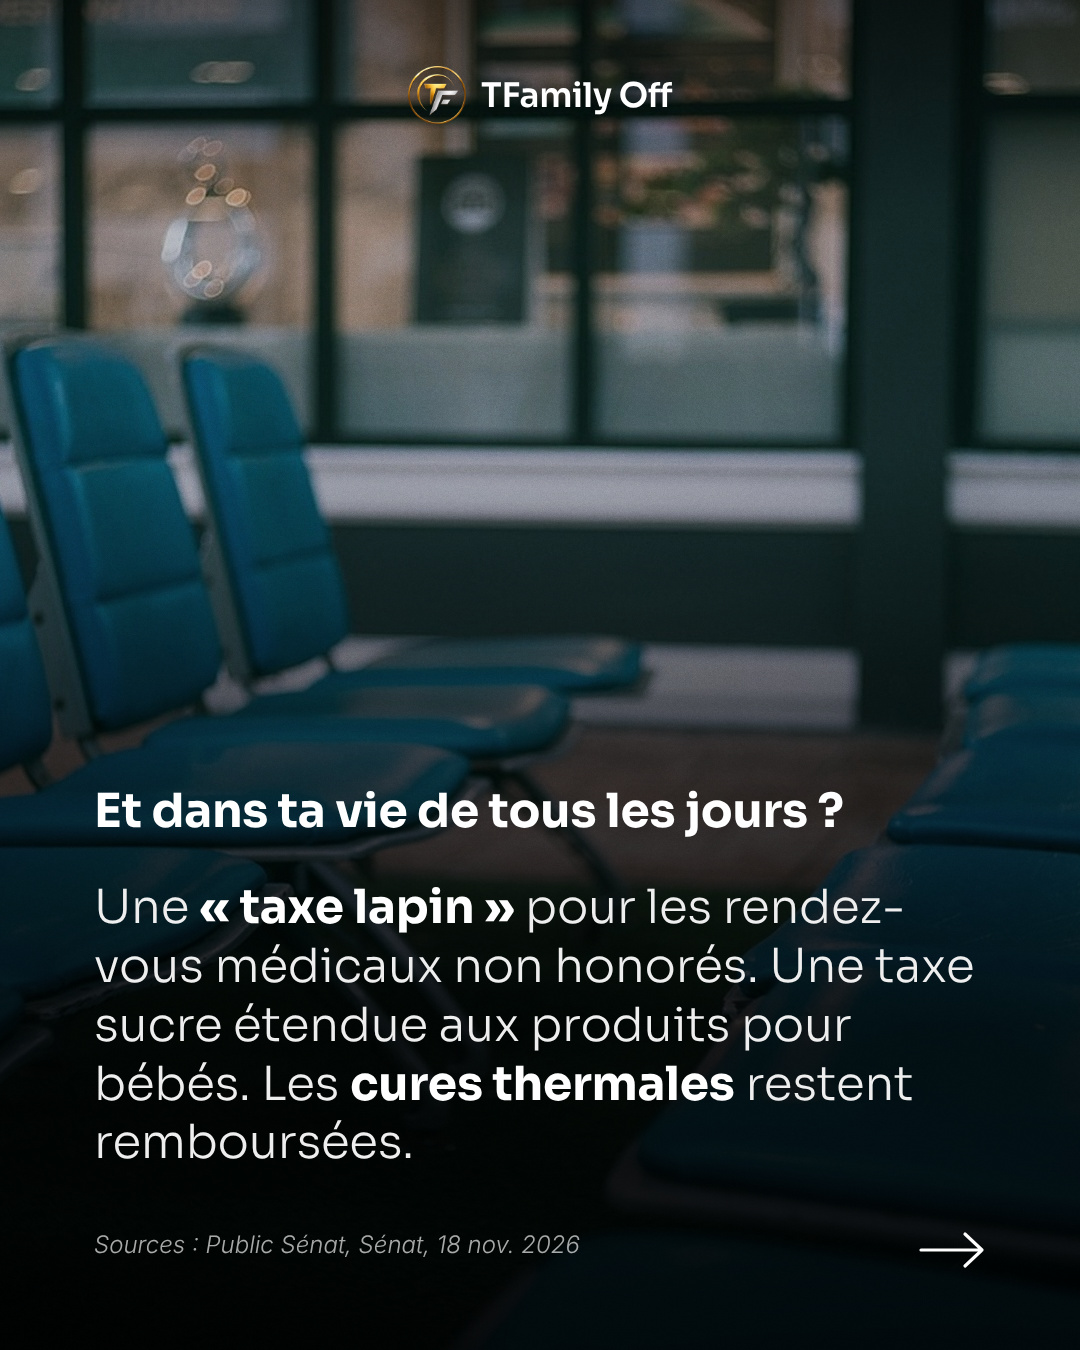 TFamily Off
Et dans ta vie de tous les jours ?
Une « taxe lapin » pour les rendez-
vous médicaux non honorés. Une taxe
sucre étendue aux produits pour
bébés. Les cures thermales restent
remboursées.
Sources : Public Sénat, Sénat, 18 nov. 2026